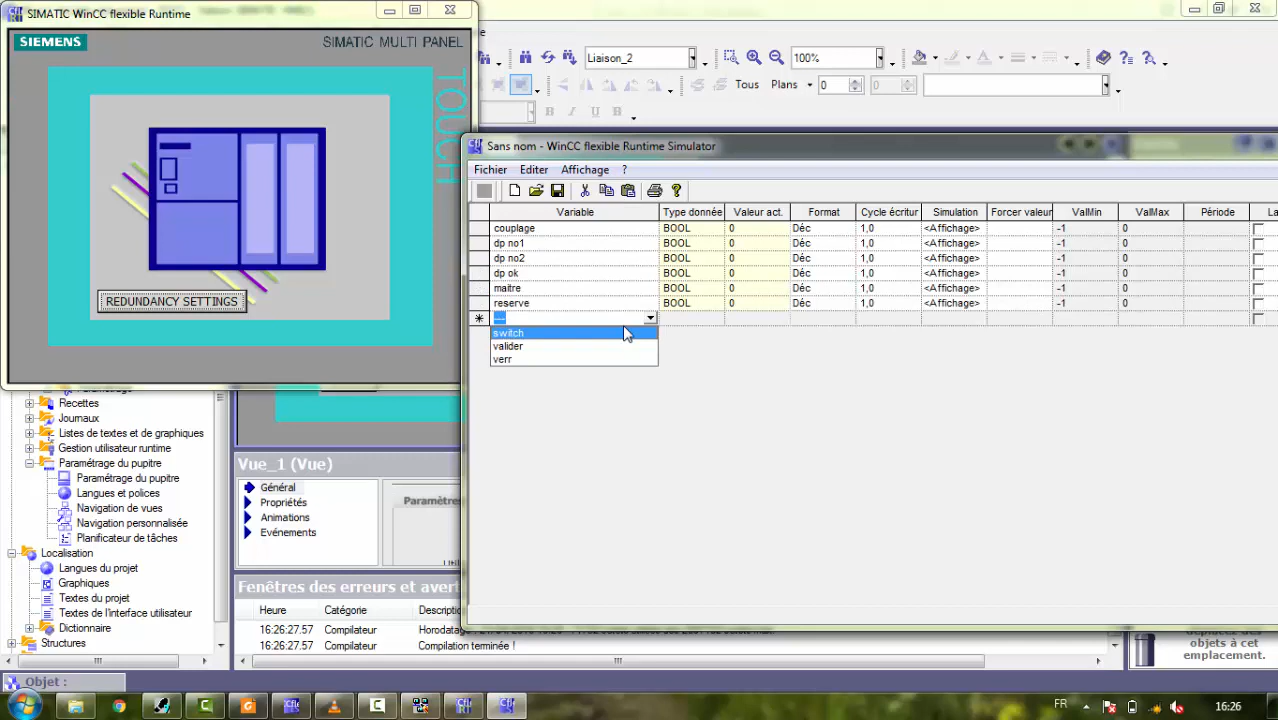 SIMATIC WinCC flexible Runtime
SIEMENS
SIMATIC MULTI PANEL
TOUCH
REDUNDANCY SETTINGS
Liaison_2
100%
Tous
Plans
0
0
B I U
Sans nom - WinCC flexible Runtime Simulator
Fichier Editer Affichage ?
Variable Type donnée Valeur act. Format Cycle écritur Simulation Forcer valeur ValMin ValMax Période La
couplage BOOL 0 Déc 1,0 <Affichage> -1 0
dp no1 BOOL 0 Déc 1,0 <Affichage> -1 0
dp no2 BOOL 0 Déc 1,0 <Affichage> -1 0
dp ok BOOL 0 Déc 1,0 <Affichage> -1 0
maitre BOOL 0 Déc 1,0 <Affichage> -1 0
reserve BOOL 0 Déc 1,0 <Affichage> -1 0
---
switch
valider
verr
Recettes
Journaux
Listes de textes et de graphiques
Gestion utilisateur runtime
Paramétrage du pupitre
Paramétrage du pupitre
Langues et polices
Navigation de vues
Navigation personnalisée
Planificateur de tâches
Localisation
Langues du projet
Graphiques
Textes du projet
Textes de l'interface utilisateur
Dictionnaire
Structures
Vue_1 (Vue)
Général
Propriétés
Animations
Evénements
Paramètres
Fenêtres des erreurs et avert
Heure Catégorie Descripti
16:26:27.57 Compilateur
16:26:27.57 Compilateur Compilation terminée !
objets à cet
emplacement.
Objet :
FR
16:26